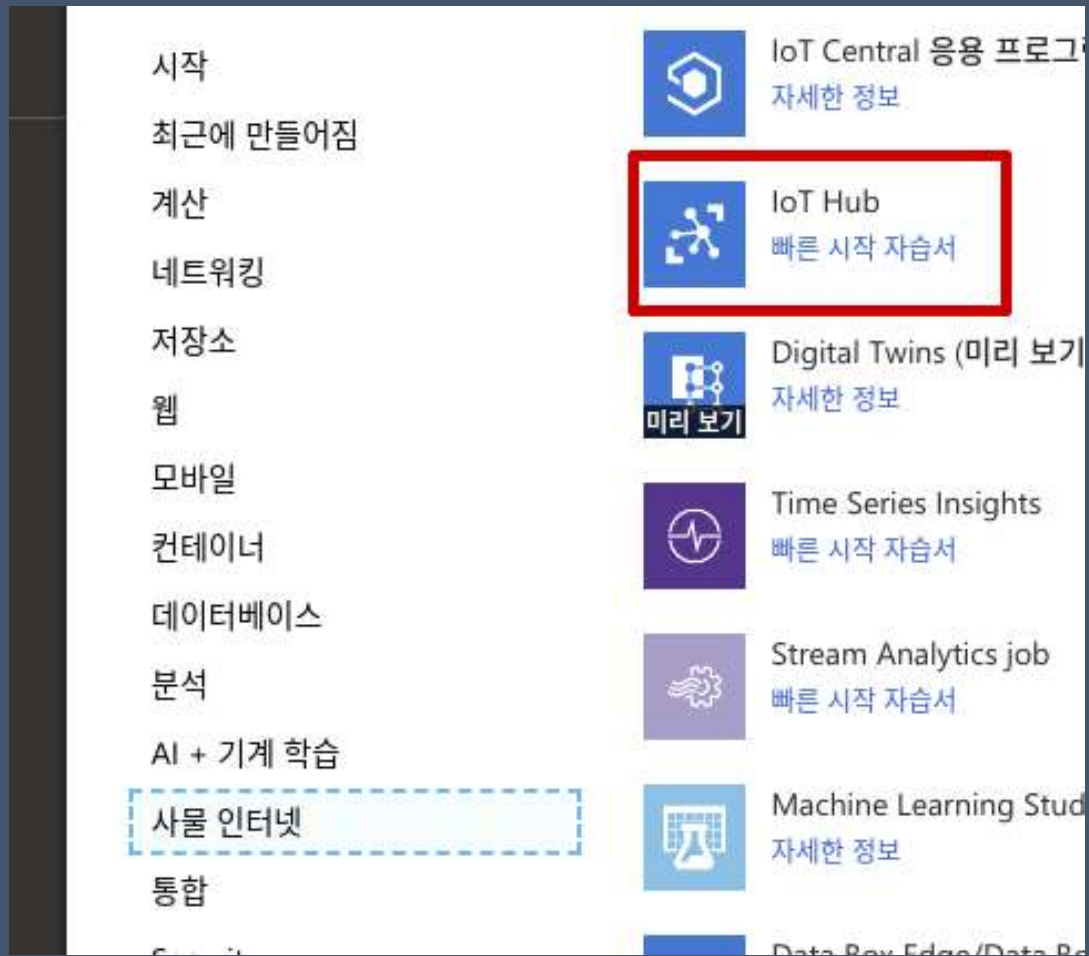 시작
최근에 만들어짐
계산
네트워킹
저장소
웹
모바일
컨테이너
데이터베이스
분석
AI + 기계 학습
사물 인터넷
통합
IoT Central 응용
자세한 정보
IoT Hub
빠른 시작 자습서
Digital Twins (미리 보기
자세한 정보
미리 보기
Time Series Insights
빠른 시작 자습서
Stream Analytics job
빠른 시작 자습서
Machine Learning Stud
자세한 정보
Data Box Edge/Data